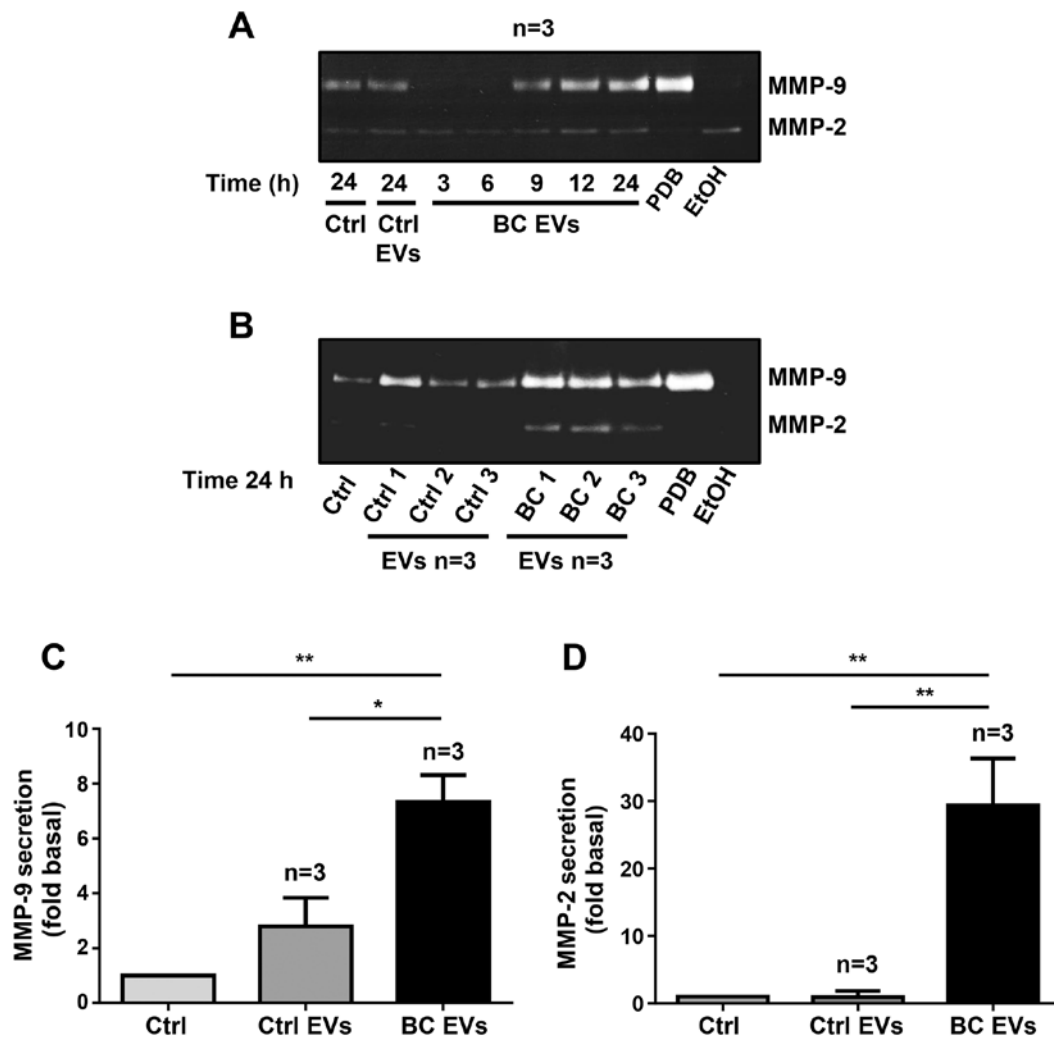 A
n=3
MMP-9
MMP-2
Time (h) 24 24 3 6 9 12 24 PDB EtOH
Ctrl Ctrl EVs BC EVs
B
MMP-9
MMP-2
Time 24 h Ctrl Ctrl 1 Ctrl 2 Ctrl 3 BC 1 BC 2 BC 3 PDB EtOH
EVs n=3 EVs n=3
C
**
*
MMP-9 secretion
(fold basal)
10
8
6
4
2
0
n=3
n=3
Ctrl Ctrl EVs BC EVs
D
**
**
MMP-2 secretion
(fold basal)
40
30
20
10
0
n=3
n=3
Ctrl Ctrl EVs BC EVs